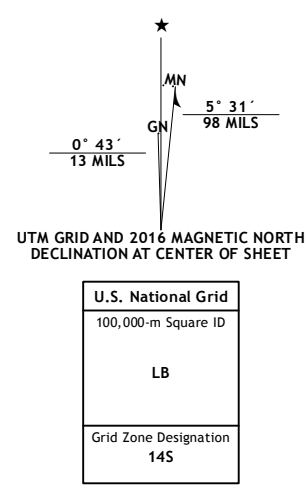 MN
GN
5° 31´
98 MILS
0° 43´
13 MILS
UTM GRID AND 2016 MAGNETIC NORTH
DECLINATION AT CENTER OF SHEET
U.S. National Grid
100,000-m Square ID
LB
Grid Zone Designation
14S